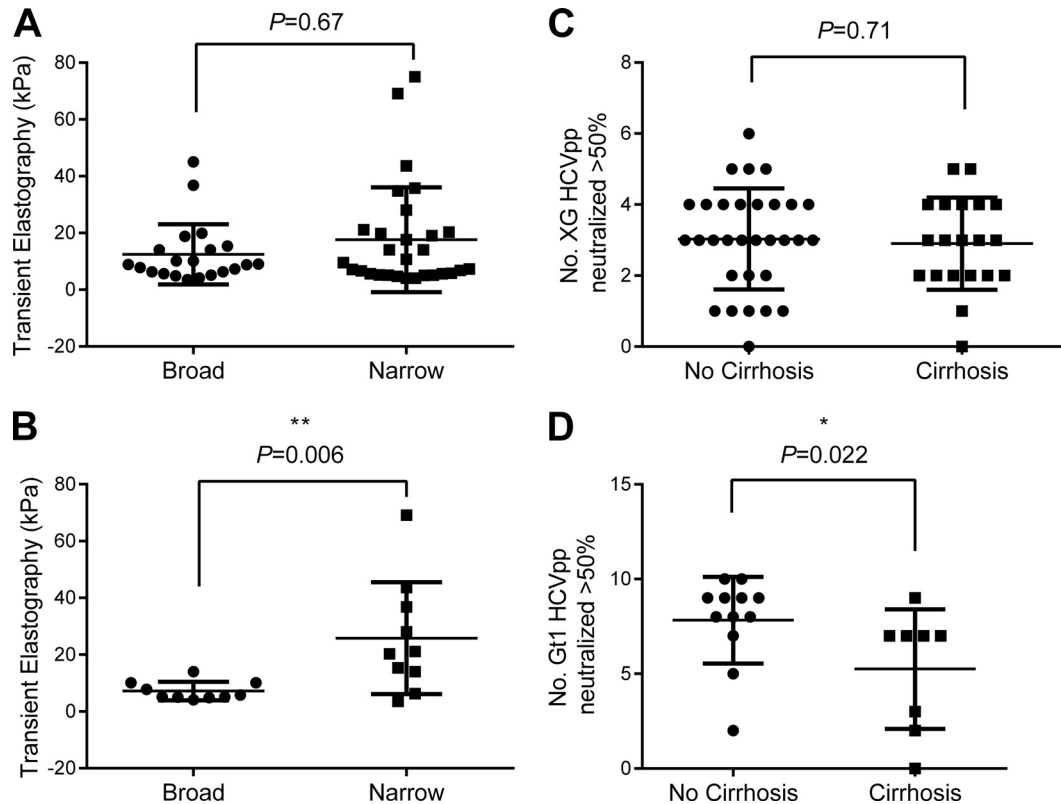 A
P=0.67
Transient Elastography (kPa)
80
60
40
20
0
-20
Broad Narrow
C
P=0.71
No. XG HCVpp
neutralized >50%
8
6
4
2
0
No Cirrhosis Cirrhosis
B
**
P=0.006
Transient Elastography (kPa)
80
60
40
20
0
-20
Broad Narrow
D
*
P=0.022
No. Gt1 HCVpp
neutralized >50%
15
10
5
0
No Cirrhosis Cirrhosis